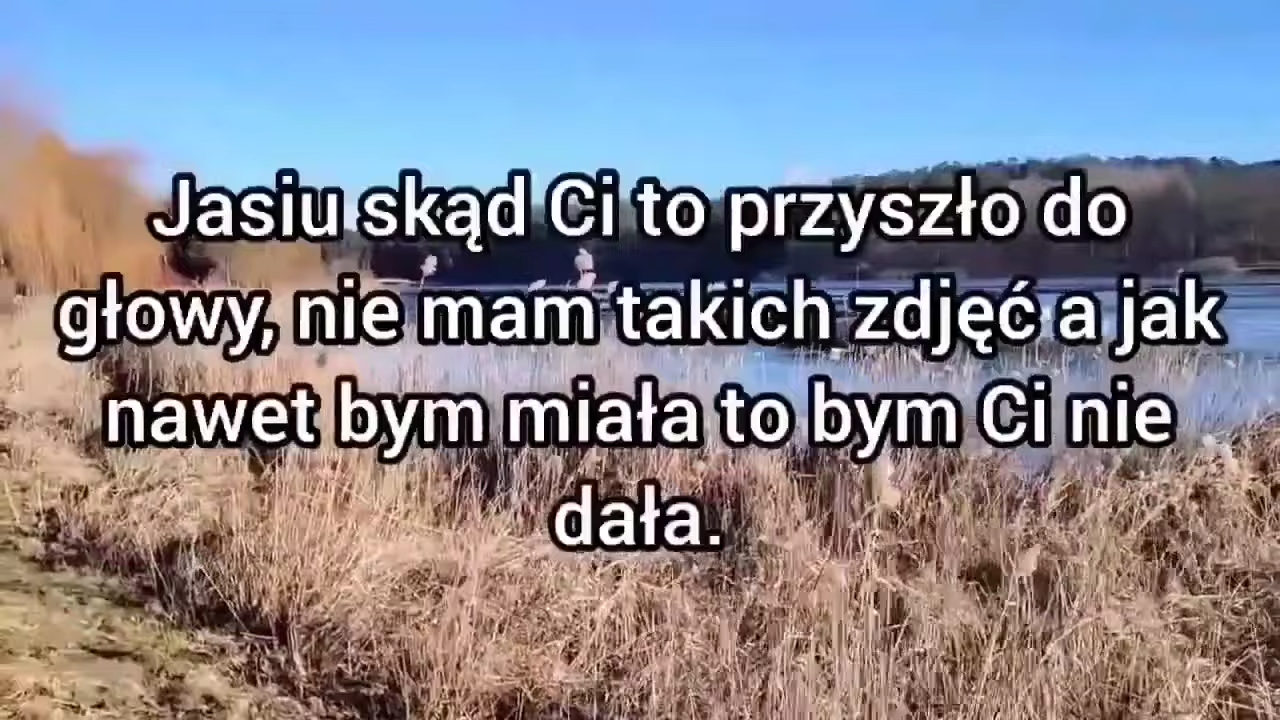 Jasiu skąd Ci to przyszło do
głowy, nie mam takich zdjęć a jak
nawet bym miała to bym Ci nie
dała.